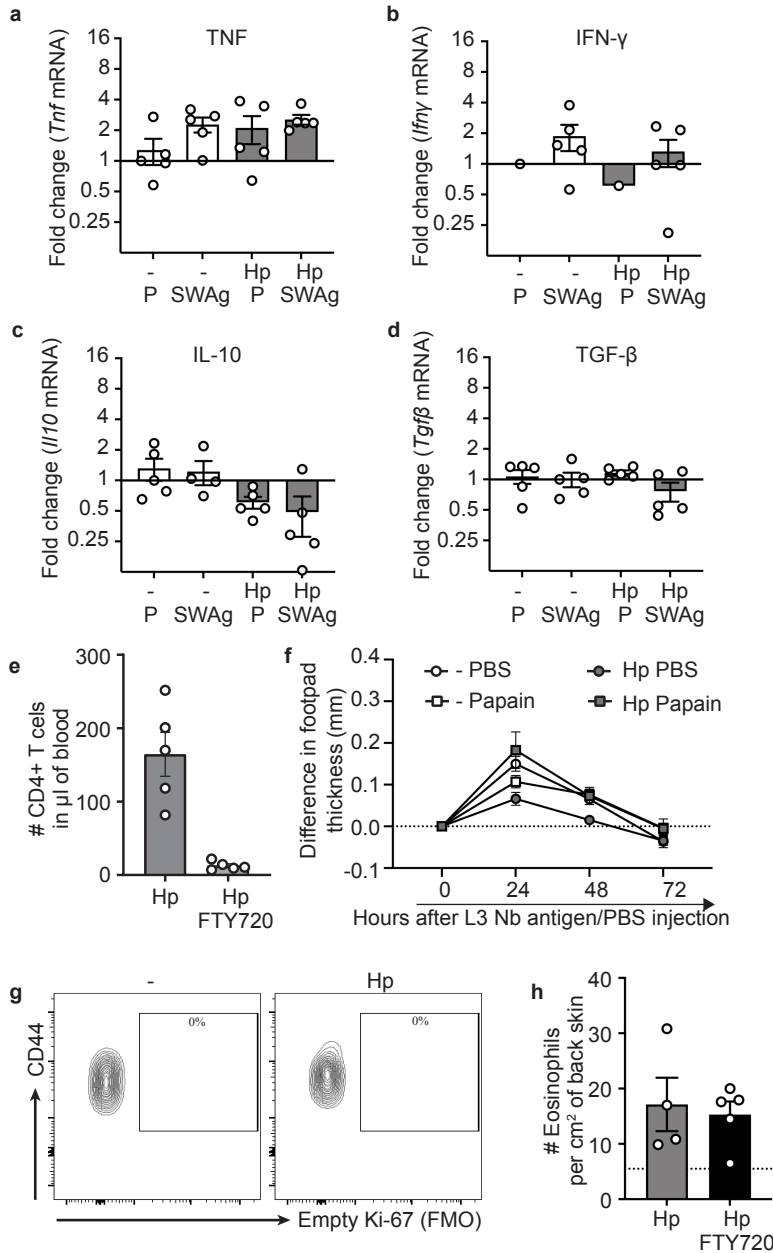 a
TNF
Fold change (Tnf mRNA)
16
8
4
2
1
0.5
0.25
- - Hp Hp
P SWAg P SWAg
b
IFN-γ
Fold change (Ifnγ mRNA)
16
8
4
2
1
0.5
0.25
- - Hp Hp
P SWAg P SWAg
c
IL-10
Fold change (Il10 mRNA)
16
8
4
2
1
0.5
0.25
- - Hp Hp
P SWAg P SWAg
d
TGF-β
Fold change (Tgfβ mRNA)
16
8
4
2
1
0.5
0.25
- - Hp Hp
P SWAg P SWAg
e
# CD4+ T cells
in µl of blood
300
200
100
0
Hp Hp
FTY720
f
- PBS Hp PBS
- Papain Hp Papain
Difference in footpad
thickness (mm)
0.4
0.3
0.2
0.1
0.0
-0.1
0 24 48 72
Hours after L3 Nb antigen/PBS injection
g
- Hp
0% 0%
CD44
Empty Ki-67 (FMO)
h
# Eosinophils
per cm² of back skin
40
30
20
10
0
Hp Hp
FTY720